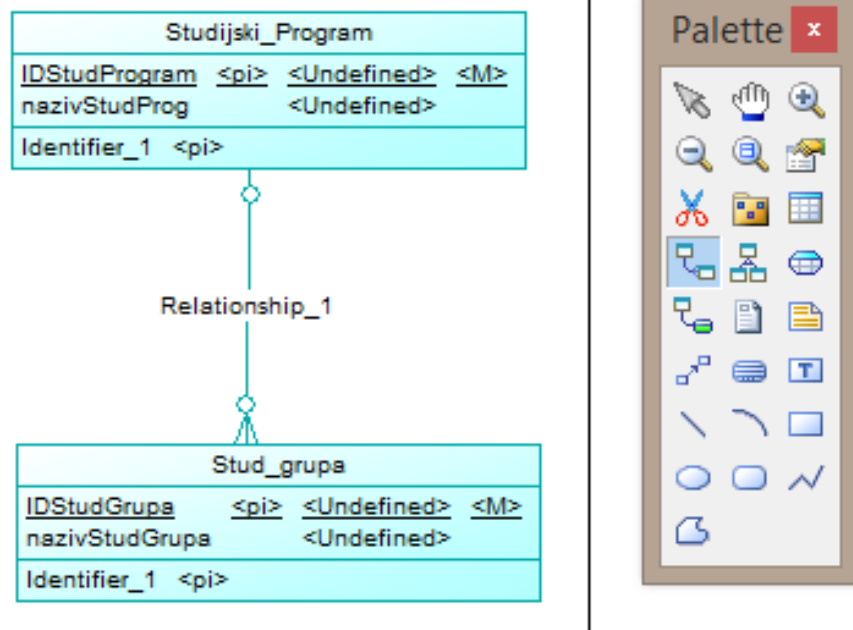 Studijski_Program
IDStudProgram <pi> <Undefined> <M>
nazivStudProg <Undefined>
Identifier_1 <pi>
Relationship_1
Stud_grupa
IDStudGrupa <pi> <Undefined> <M>
nazivStudGrupa <Undefined>
Identifier_1 <pi>
Palette x
T